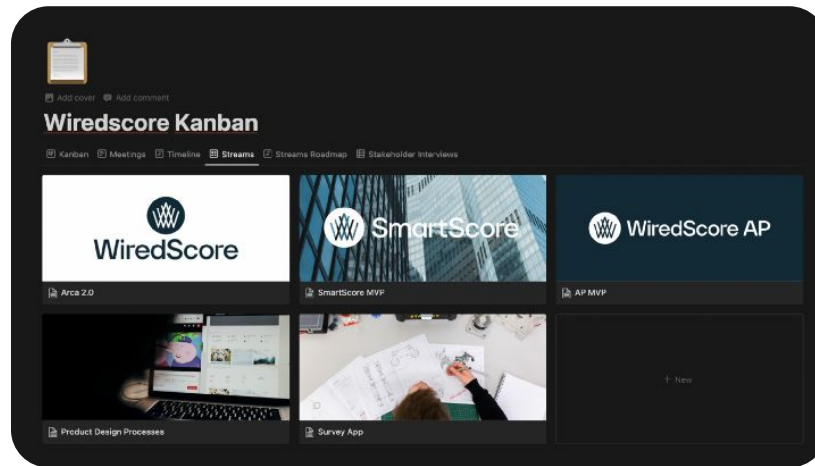 Add cover Add comment
Wiredscore Kanban
Kanban Meetings Timeline Streams Streams Roadmap Stakeholder Interviews
WiredScore
SmartScore
WiredScore AP
Arca 2.0
SmartScore MVP
AP MVP
Product Design Processes
Survey App
+ New